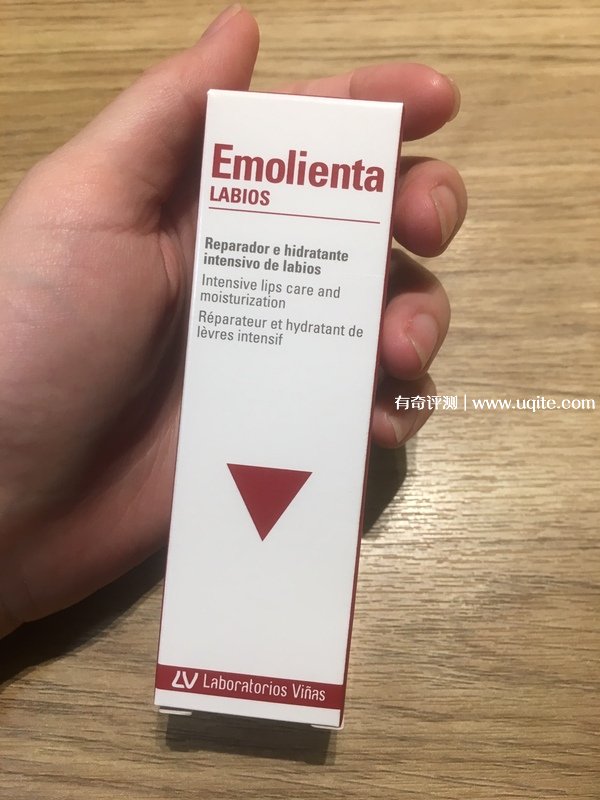 Emolienta
LABIOS
Reparador e hidratante
intensivo de labios
Intensive lips care and
moisturization
Réparateur et hydratant de
lèvres intensif
有奇评测 | www.uqite.com
LV Laboratorios Viñas